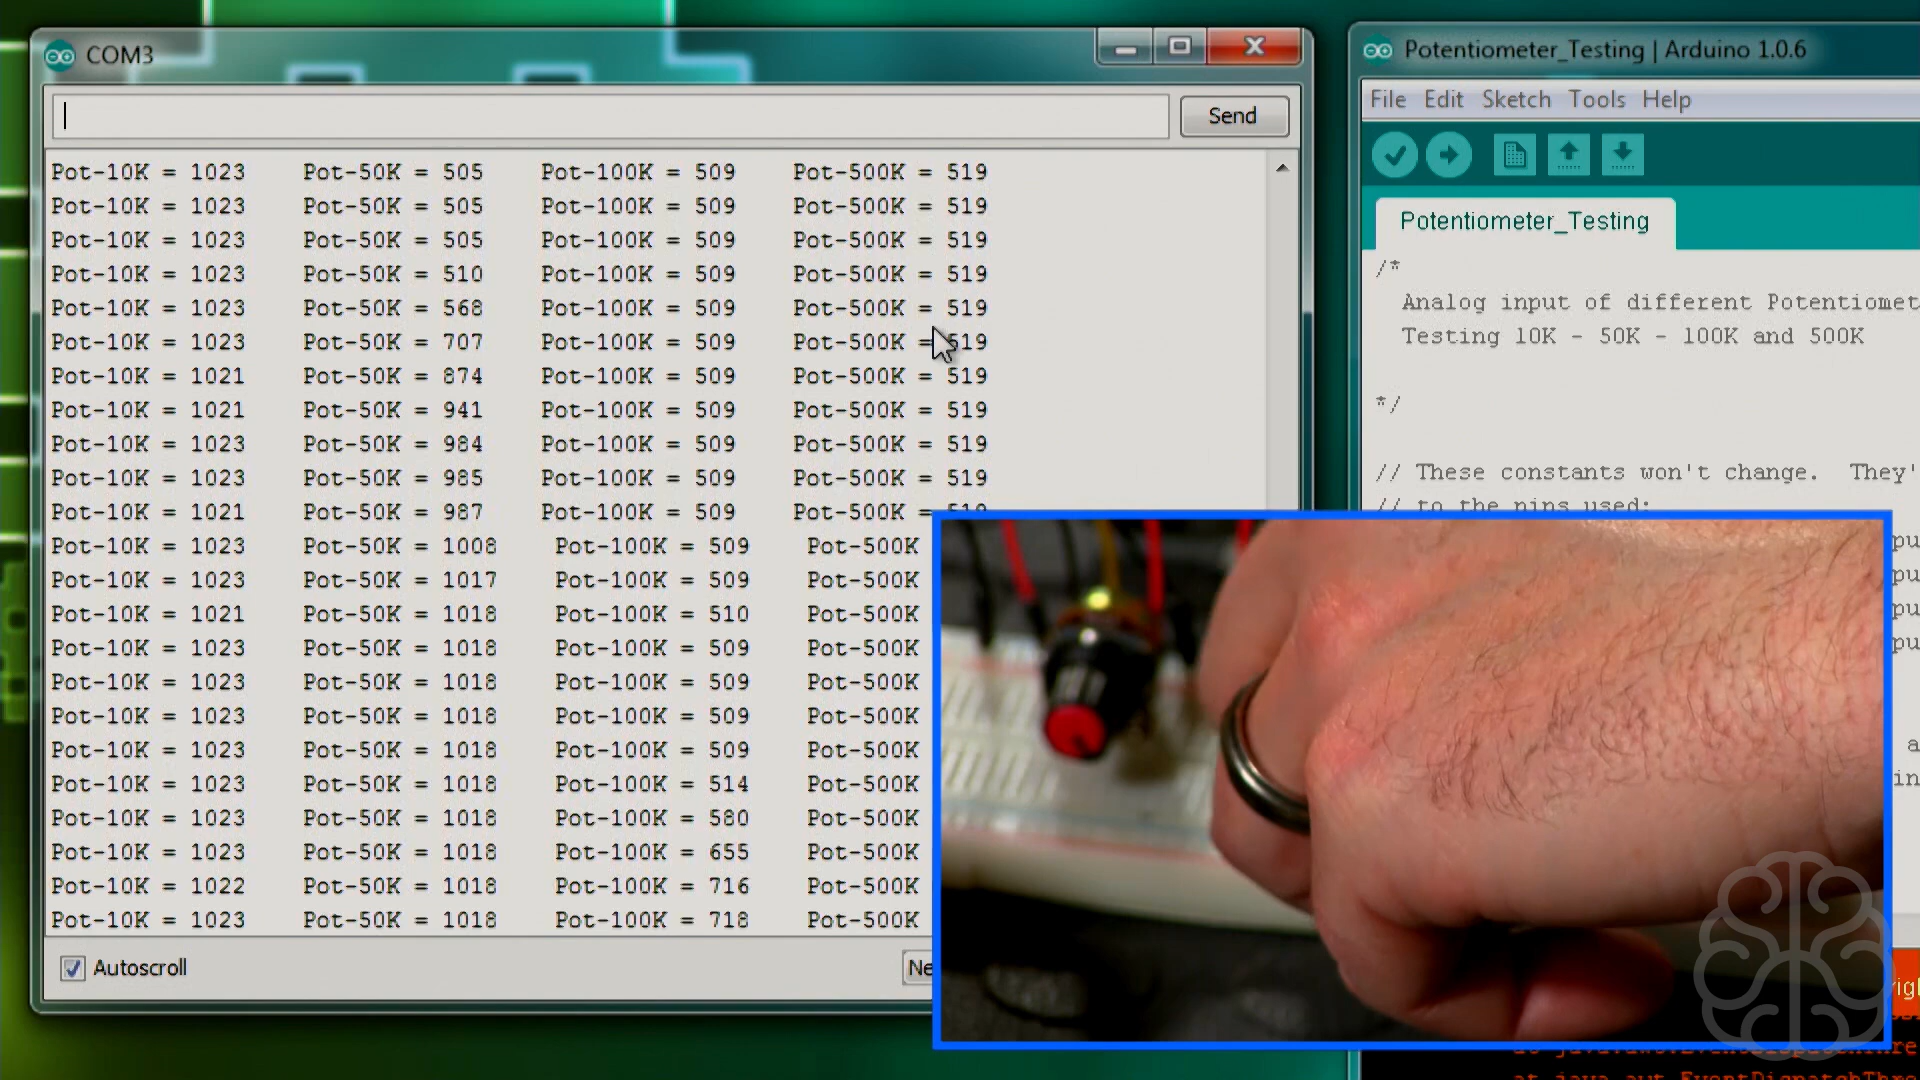 COM3
Send
Pot-10K = 1023 Pot-50K = 505 Pot-100K = 509 Pot-500K = 519
Pot-10K = 1023 Pot-50K = 505 Pot-100K = 509 Pot-500K = 519
Pot-10K = 1023 Pot-50K = 505 Pot-100K = 509 Pot-500K = 519
Pot-10K = 1023 Pot-50K = 510 Pot-100K = 509 Pot-500K = 519
Pot-10K = 1023 Pot-50K = 568 Pot-100K = 509 Pot-500K = 519
Pot-10K = 1023 Pot-50K = 707 Pot-100K = 509 Pot-500K = 519
Pot-10K = 1021 Pot-50K = 874 Pot-100K = 509 Pot-500K = 519
Pot-10K = 1021 Pot-50K = 941 Pot-100K = 509 Pot-500K = 519
Pot-10K = 1023 Pot-50K = 984 Pot-100K = 509 Pot-500K = 519
Pot-10K = 1023 Pot-50K = 985 Pot-100K = 509 Pot-500K = 519
Pot-10K = 1021 Pot-50K = 987 Pot-100K = 509 Pot-500K = 519
Pot-10K = 1023 Pot-50K = 1008 Pot-100K = 509 Pot-500K
Pot-10K = 1023 Pot-50K = 1017 Pot-100K = 509 Pot-500K
Pot-10K = 1021 Pot-50K = 1018 Pot-100K = 510 Pot-500K
Pot-10K = 1023 Pot-50K = 1018 Pot-100K = 509 Pot-500K
Pot-10K = 1023 Pot-50K = 1018 Pot-100K = 509 Pot-500K
Pot-10K = 1023 Pot-50K = 1018 Pot-100K = 509 Pot-500K
Pot-10K = 1023 Pot-50K = 1018 Pot-100K = 509 Pot-500K
Pot-10K = 1023 Pot-50K = 1018 Pot-100K = 514 Pot-500K
Pot-10K = 1023 Pot-50K = 1018 Pot-100K = 580 Pot-500K
Pot-10K = 1023 Pot-50K = 1018 Pot-100K = 655 Pot-500K
Pot-10K = 1022 Pot-50K = 1018 Pot-100K = 716 Pot-500K
Pot-10K = 1023 Pot-50K = 1018 Pot-100K = 718 Pot-500K
Autoscroll
Potentiometer_Testing | Arduino 1.0.6
File Edit Sketch Tools Help
Potentiometer_Testing
/*
Analog input of different Potentiomet
Testing 10K - 50K - 100K and 500K
*/
// These constants won't change. They'
// to the pins used: